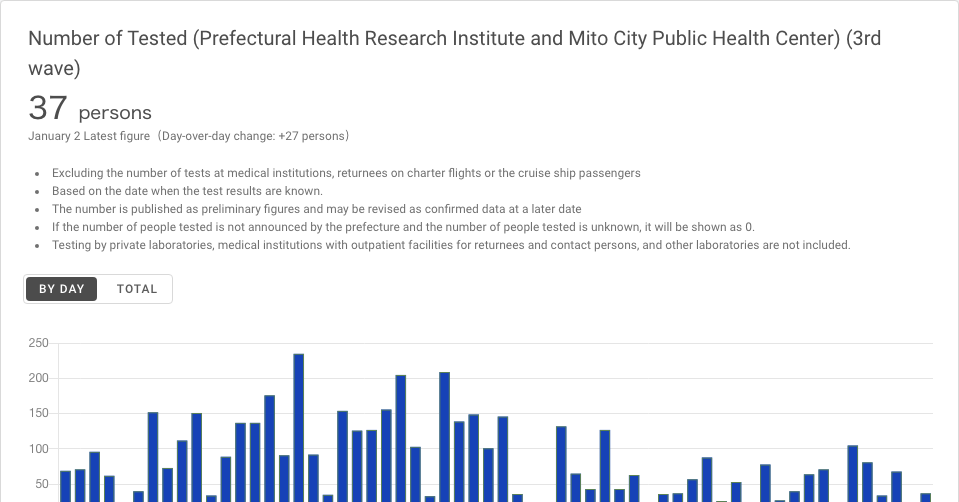 Number of Tested (Prefectural Health Research Institute and Mito City Public Health Center) (3rd
wave)
37 persons
January 2 Latest figure（Day-over-day change: +27 persons）
Excluding the number of tests at medical institutions, returnees on charter flights or the cruise ship passengers
Based on the date when the test results are known.
The number is published as preliminary figures and may be revised as confirmed data at a later date
If the number of people tested is not announced by the prefecture and the number of people tested is unknown, it will be shown as 0.
Testing by private laboratories, medical institutions with outpatient facilities for returnees and contact persons, and other laboratories are not included.
BY DAY TOTAL
250
200
150
100
50